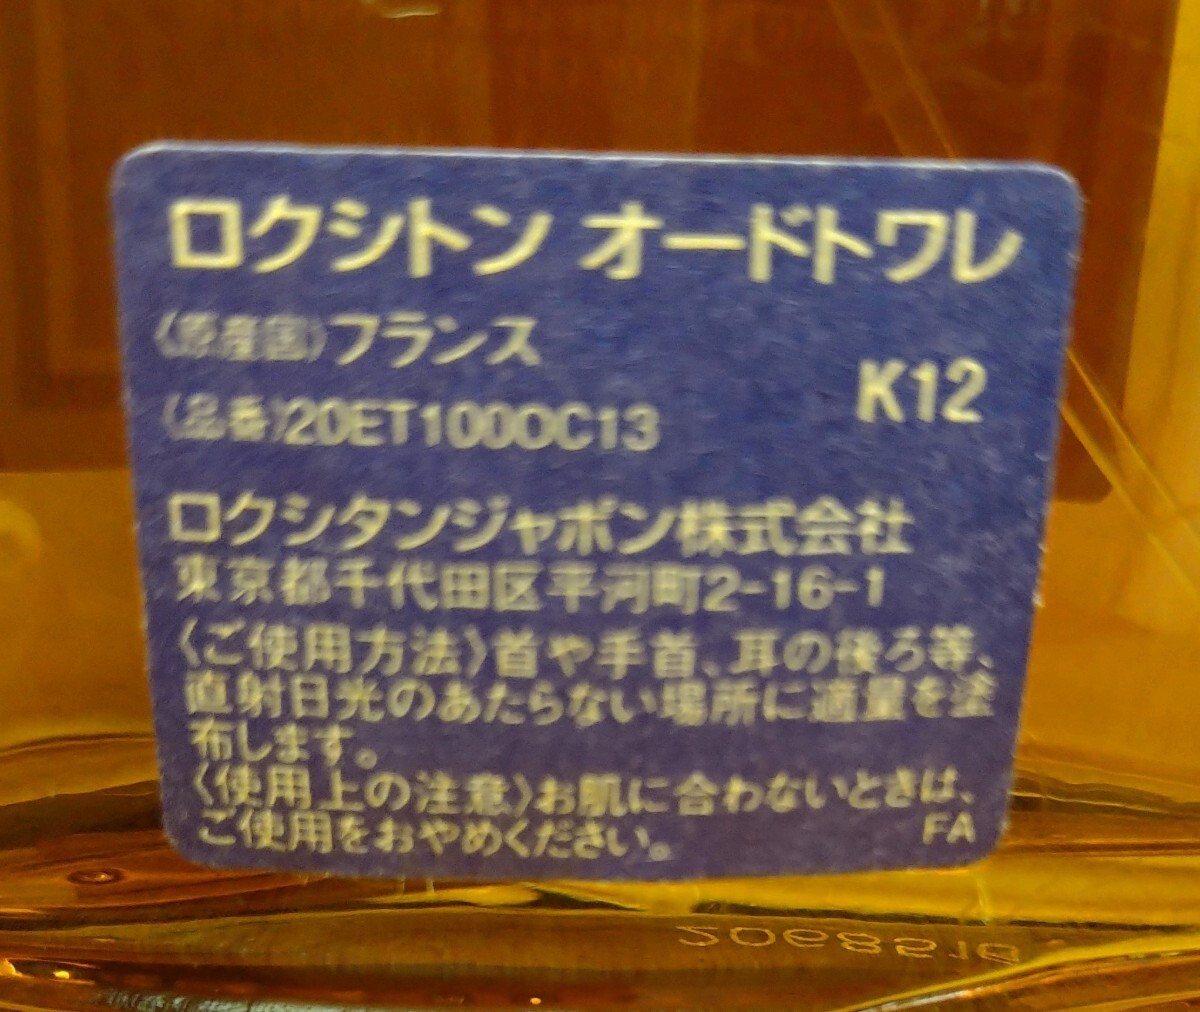 ロクシトン オードトワレ
〈原産国〉フランス
K12
〈品番〉20ET100OC13
ロクシタンジャポン株式会社
東京都千代田区平河町2-16-1
〈ご使用方法〉首や手首、耳の後ろ等、
直射日光のあたらない場所に適量を塗
布します。
〈使用上の注意〉お肌に合わないときは、
ご使用をおやめください。
FA